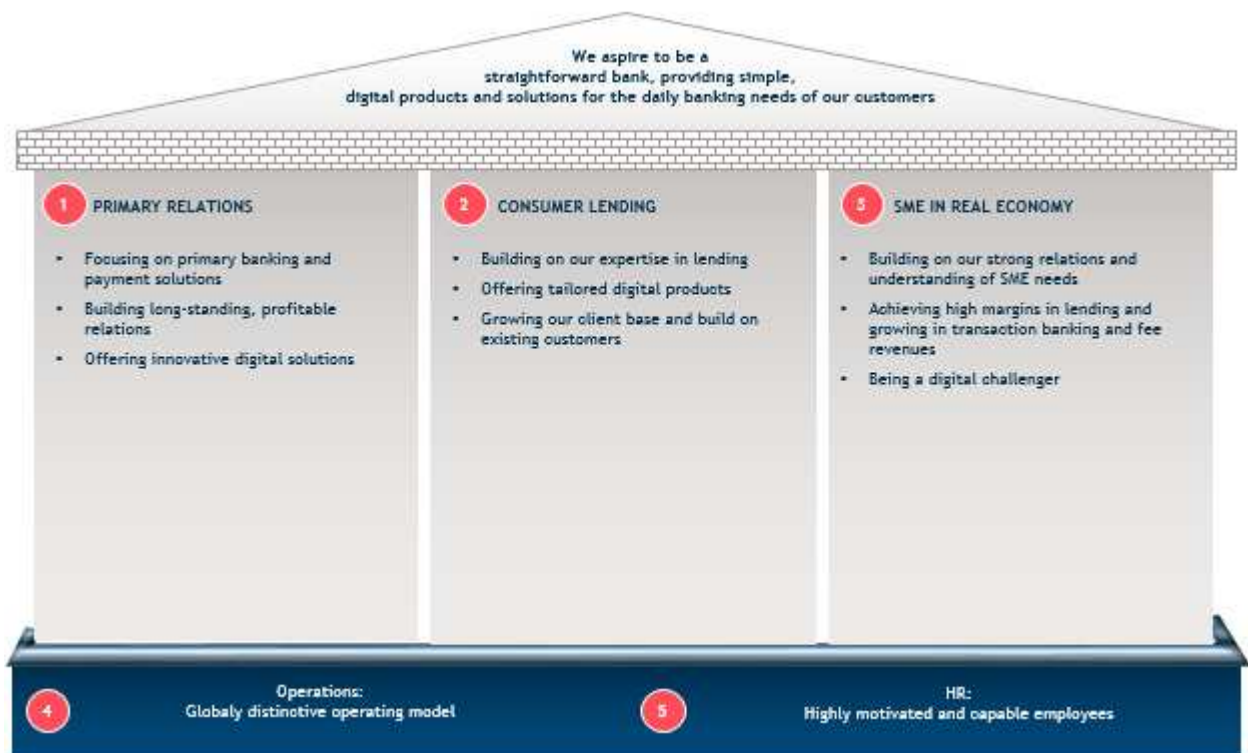 We aspire to be a
straightforward bank, providing simple,
digital products and solutions for the daily banking needs of our customers
1 PRIMARY RELATIONS
• Focusing on primary banking and
payment solutions
• Building long-standing, profitable
relations
• Offering innovative digital solutions
2 CONSUMER LENDING
• Building on our expertise in lending
• Offering tailored digital products
• Growing our client base and build on
existing customers
3 SME IN REAL ECONOMY
• Building on our strong relations and
understanding of SME needs
• Achieving high margins in lending and
growing in transaction banking and fee
revenues
• Being a digital challenger
4
Operations:
Globaly distinctive operating model
5
HR:
Highly motivated and capable employees